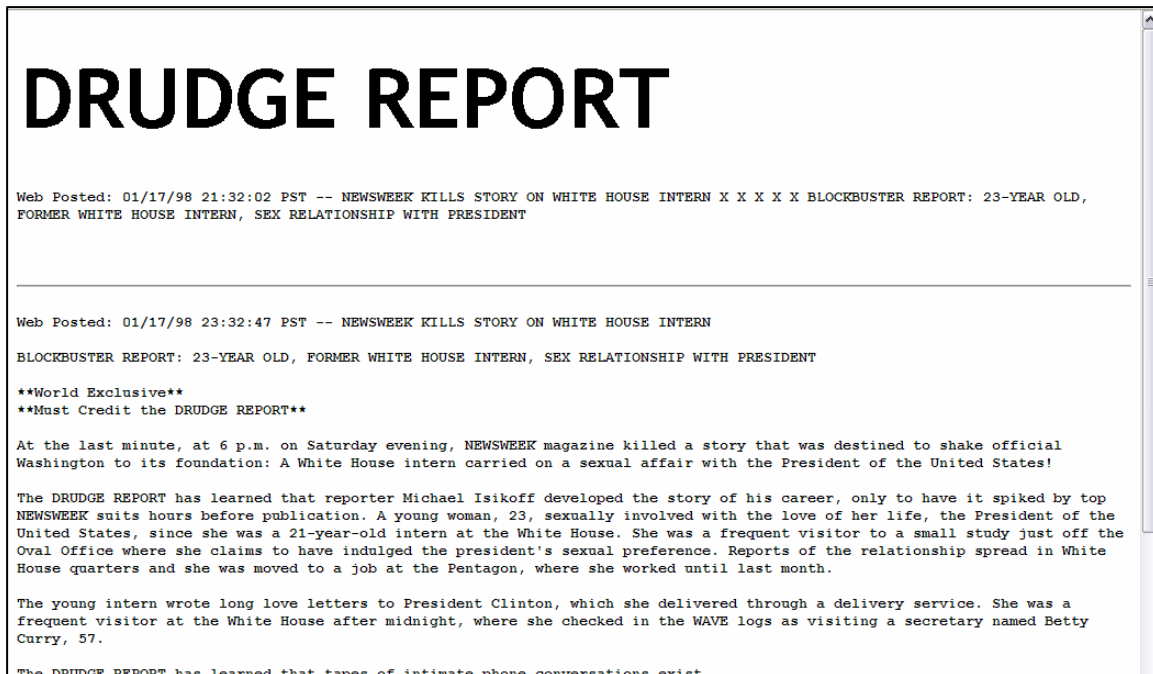 DRUDGE REPORT
Web Posted: 01/17/98 21:32:02 PST -- NEWSWEEK KILLS STORY ON WHITE HOUSE INTERN X X X X X BLOCKBUSTER REPORT: 23-YEAR OLD,
FORMER WHITE HOUSE INTERN, SEX RELATIONSHIP WITH PRESIDENT
Web Posted: 01/17/98 23:32:47 PST -- NEWSWEEK KILLS STORY ON WHITE HOUSE INTERN
BLOCKBUSTER REPORT: 23-YEAR OLD, FORMER WHITE HOUSE INTERN, SEX RELATIONSHIP WITH PRESIDENT
**World Exclusive**
**Must Credit the DRUDGE REPORT**
At the last minute, at 6 p.m. on Saturday evening, NEWSWEEK magazine killed a story that was destined to shake official
Washington to its foundation: A White House intern carried on a sexual affair with the President of the United States!
The DRUDGE REPORT has learned that reporter Michael Isikoff developed the story of his career, only to have it spiked by top
NEWSWEEK suits hours before publication. A young woman, 23, sexually involved with the love of her life, the President of the
United States, since she was a 21-year-old intern at the White House. She was a frequent visitor to a small study just off the
Oval Office where she claims to have indulged the president's sexual preference. Reports of the relationship spread in White
House quarters and she was moved to a job at the Pentagon, where she worked until last month.
The young intern wrote long love letters to President Clinton, which she delivered through a delivery service. She was a
frequent visitor at the White House after midnight, where she checked in the WAVE logs as visiting a secretary named Betty
Curry, 57.
The DRUDGE REPORT has learned that tapes of intimate phone conversations exist.